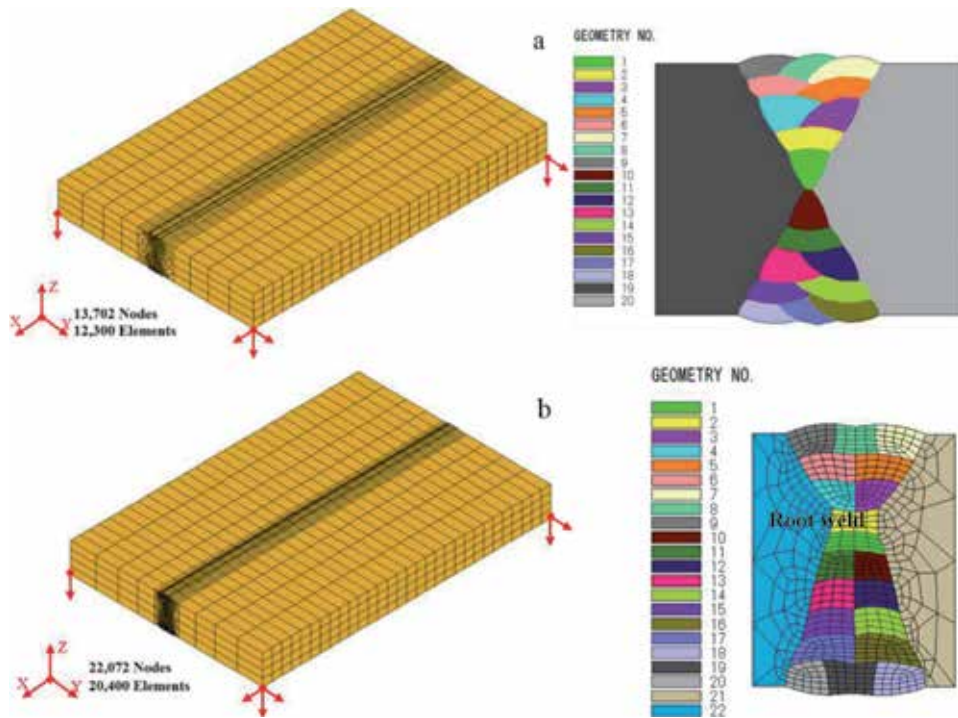 a
GEOMETRY NO.
1
2
3
4
5
6
7
8
9
10
11
12
13
14
15
16
17
18
19
20
Z
X
Y
13,702 Nodes
12,300 Elements
b
GEOMETRY NO.
1
2
3
4
5
6
7
8
9
10
11
12
13
14
15
16
17
18
19
20
21
22
Root weld
Z
X
Y
22,072 Nodes
20,400 Elements